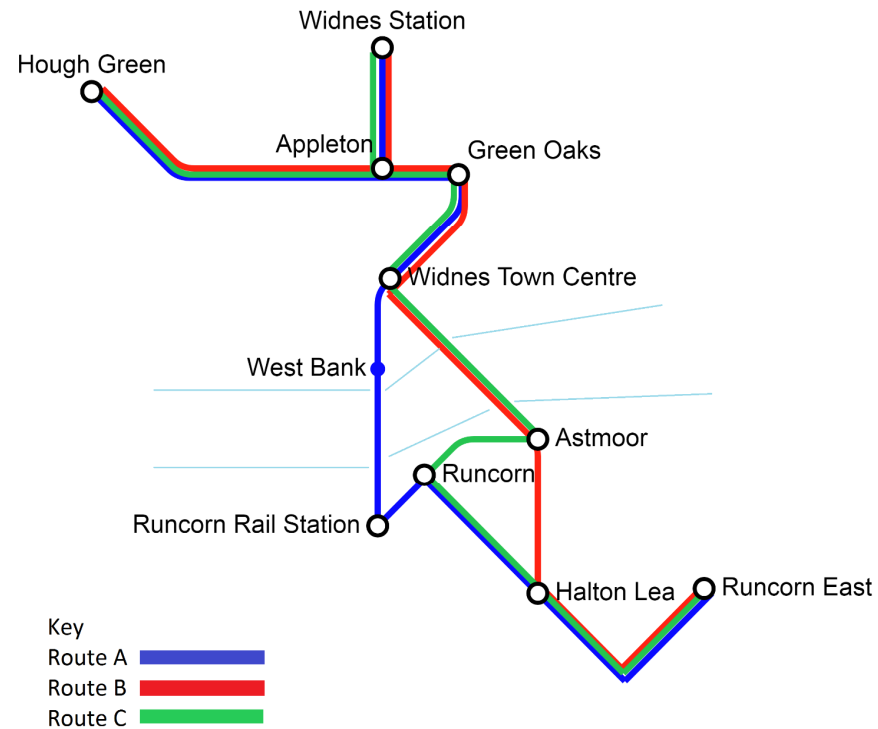 Widnes Station
Hough Green
Appleton
Green Oaks
Widnes Town Centre
West Bank
Astmoor
Runcorn
Runcorn Rail Station
Halton Lea
Runcorn East
Key
Route A
Route B
Route C